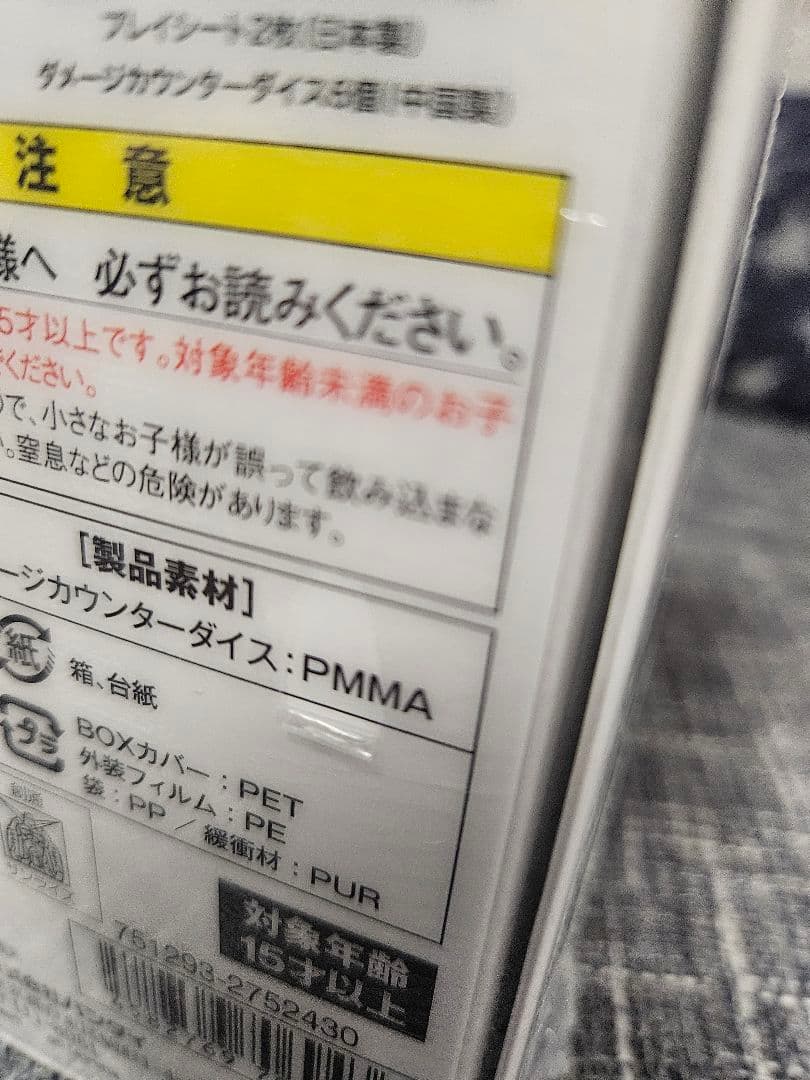 プレイシート2枚(日本製)
ダメージカウンターダイス6個(中国製)
注 意
様へ 必ずお読みください。
5才以上です。対象年齢未満のお子
ください。
ので、小さなお子様が誤って飲み込まな
い。窒息などの危険があります。
[製品素材]
ージカウンターダイス:PMMA
紙
箱、台紙
プラ
BOXカバー:PET
外装フィルム:PE
袋:PP / 緩衝材:PUR
対象年齢
15才以上
751293-2752430